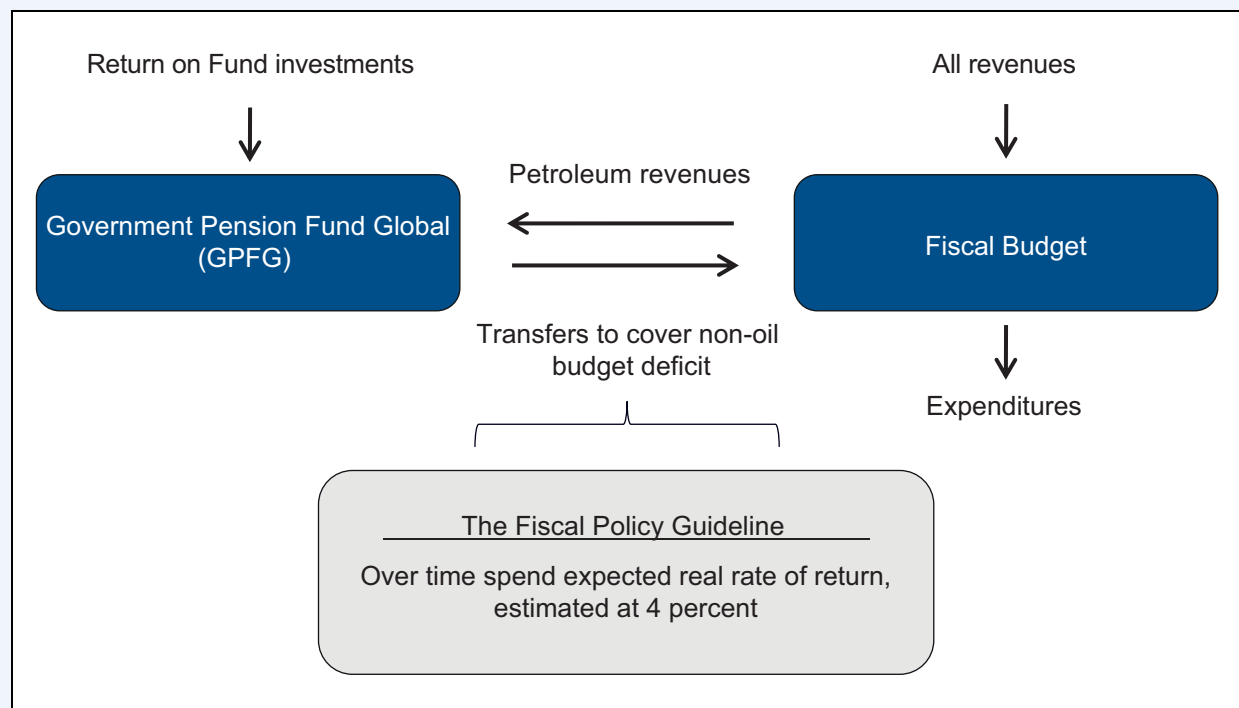 Return on Fund investments
All revenues
Petroleum revenues
Government Pension Fund Global
(GPFG)
Fiscal Budget
Transfers to cover non-oil
budget deficit
Expenditures
The Fiscal Policy Guideline
Over time spend expected real rate of return,
estimated at 4 percent